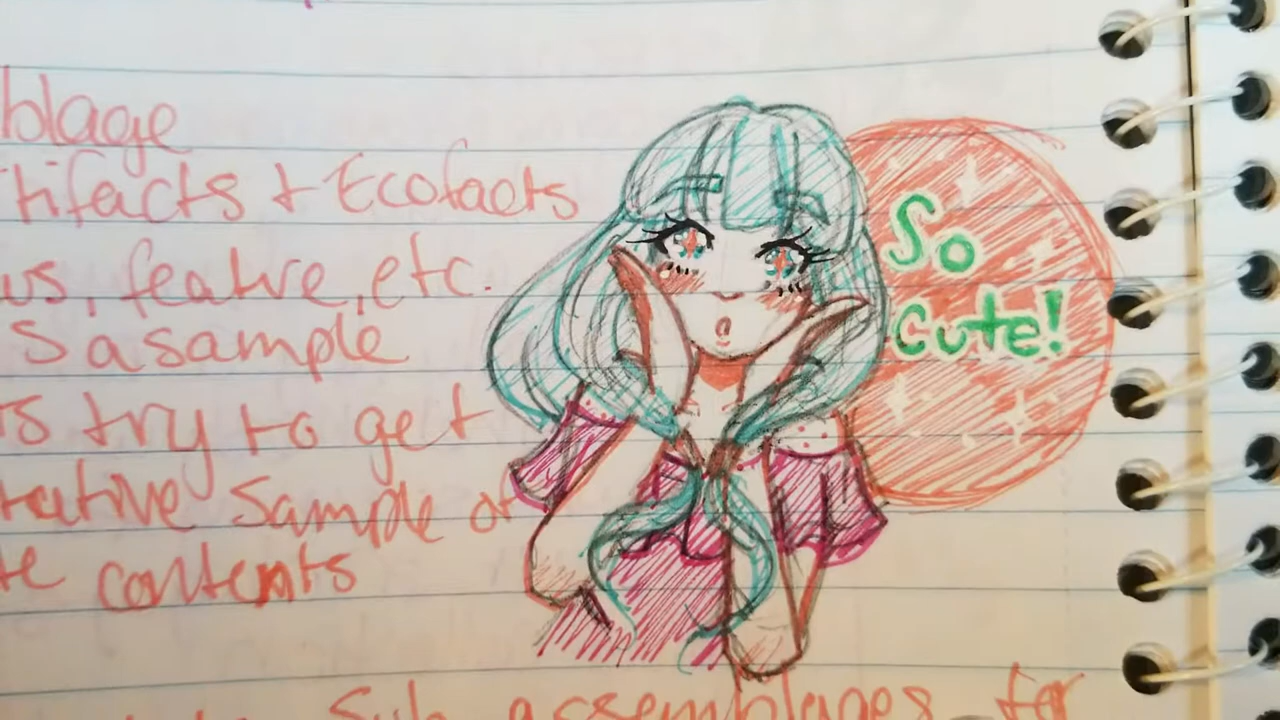 blage
tifacts + Ecofacts
us, feature, etc.
S a sample
rs try to get
tative Sample of
te contents
Sub assemblages for
So
cute!